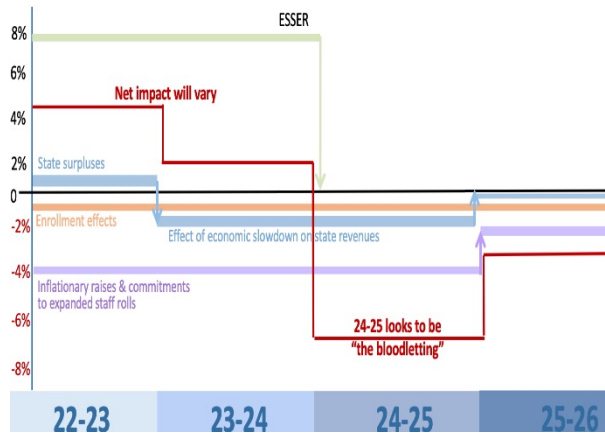 8%
ESSER
6%
Net impact will vary
4%
State surpluses
2%
0
Enrollment effects
Effect of economic slowdown on state revenues
-2%
-4%
Inflationary raises & commitments
to expanded staff rolls
-6%
24-25 looks to be
“the bloodletting”
-8%
22-23
23-24
24-25
25-26